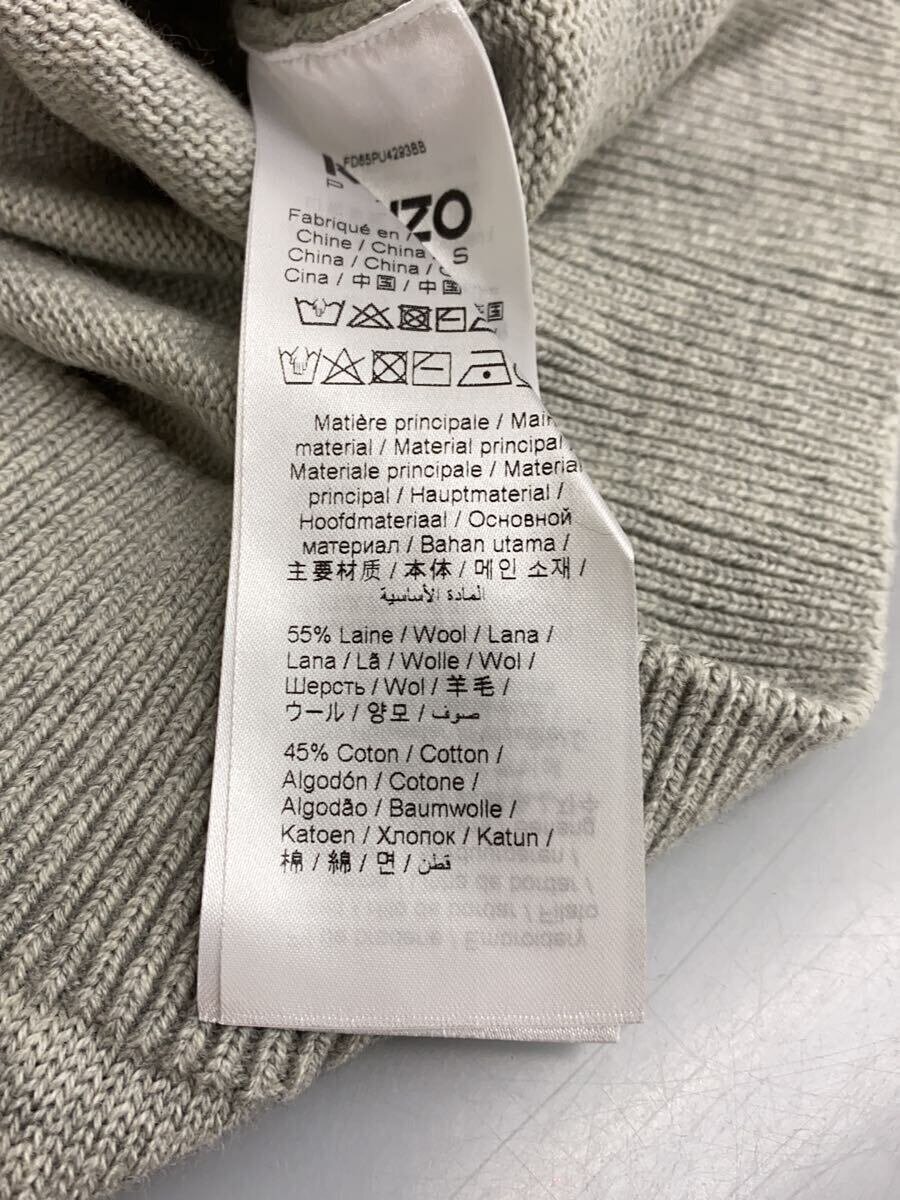 FD65PU4293BB
Fabriqué en /
Chine / China /
China / China /
Cina / 中国 / 中国
Matière principale /
material / Material principal
Materiale principale / Material
principal / Hauptmaterial /
Hoofdmateriaal / Основной
материал / Bahan utama /
主要材质 / 本体 / 메인 소재 /
المادة الأساسية
55% Laine / Wool / Lana /
Lana / Lã / Wolle / Wol /
Шерсть / Wol / 羊毛 /
ウール / 양모 / صوف
45% Coton / Cotton /
Algodón / Cotone /
Algodão / Baumwolle /
Katoen / Хлопок / Katun /
棉 / 綿 / 면 / قطن